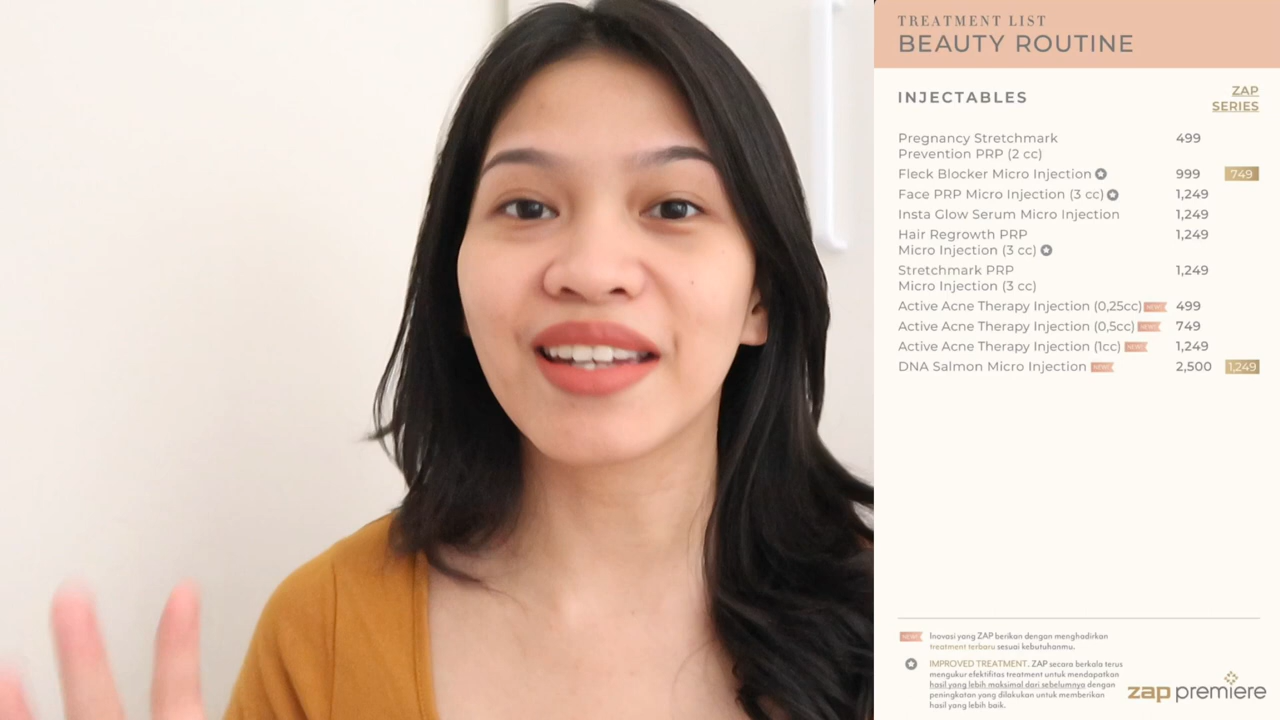 TREATMENT LIST
BEAUTY ROUTINE
INJECTABLES
ZAP
SERIES
Pregnancy Stretchmark
Prevention PRP (2 cc)
499
Fleck Blocker Micro Injection 999 749
Face PRP Micro Injection (3 cc) 1,249
Insta Glow Serum Micro Injection 1,249
Hair Regrowth PRP
Micro Injection (3 cc)
1,249
Stretchmark PRP
Micro Injection (3 cc)
1,249
Active Acne Therapy Injection (0,25cc) NEW! 499
Active Acne Therapy Injection (0,5cc) NEW! 749
Active Acne Therapy Injection (1cc) NEW! 1,249
DNA Salmon Micro Injection NEW! 2,500 1,249
NEW! Inovasi yang ZAP berikan dengan menghadirkan
treatment terbaru sesuai kebutuhanmu.
IMPROVED TREATMENT. ZAP secara berkala terus
mengukur efektifitas treatment untuk mendapatkan
hasil yang lebih maksimal dari sebelumnya dengan
peningkatan yang dilakukan untuk memberikan
hasil yang lebih baik.
zap premiere